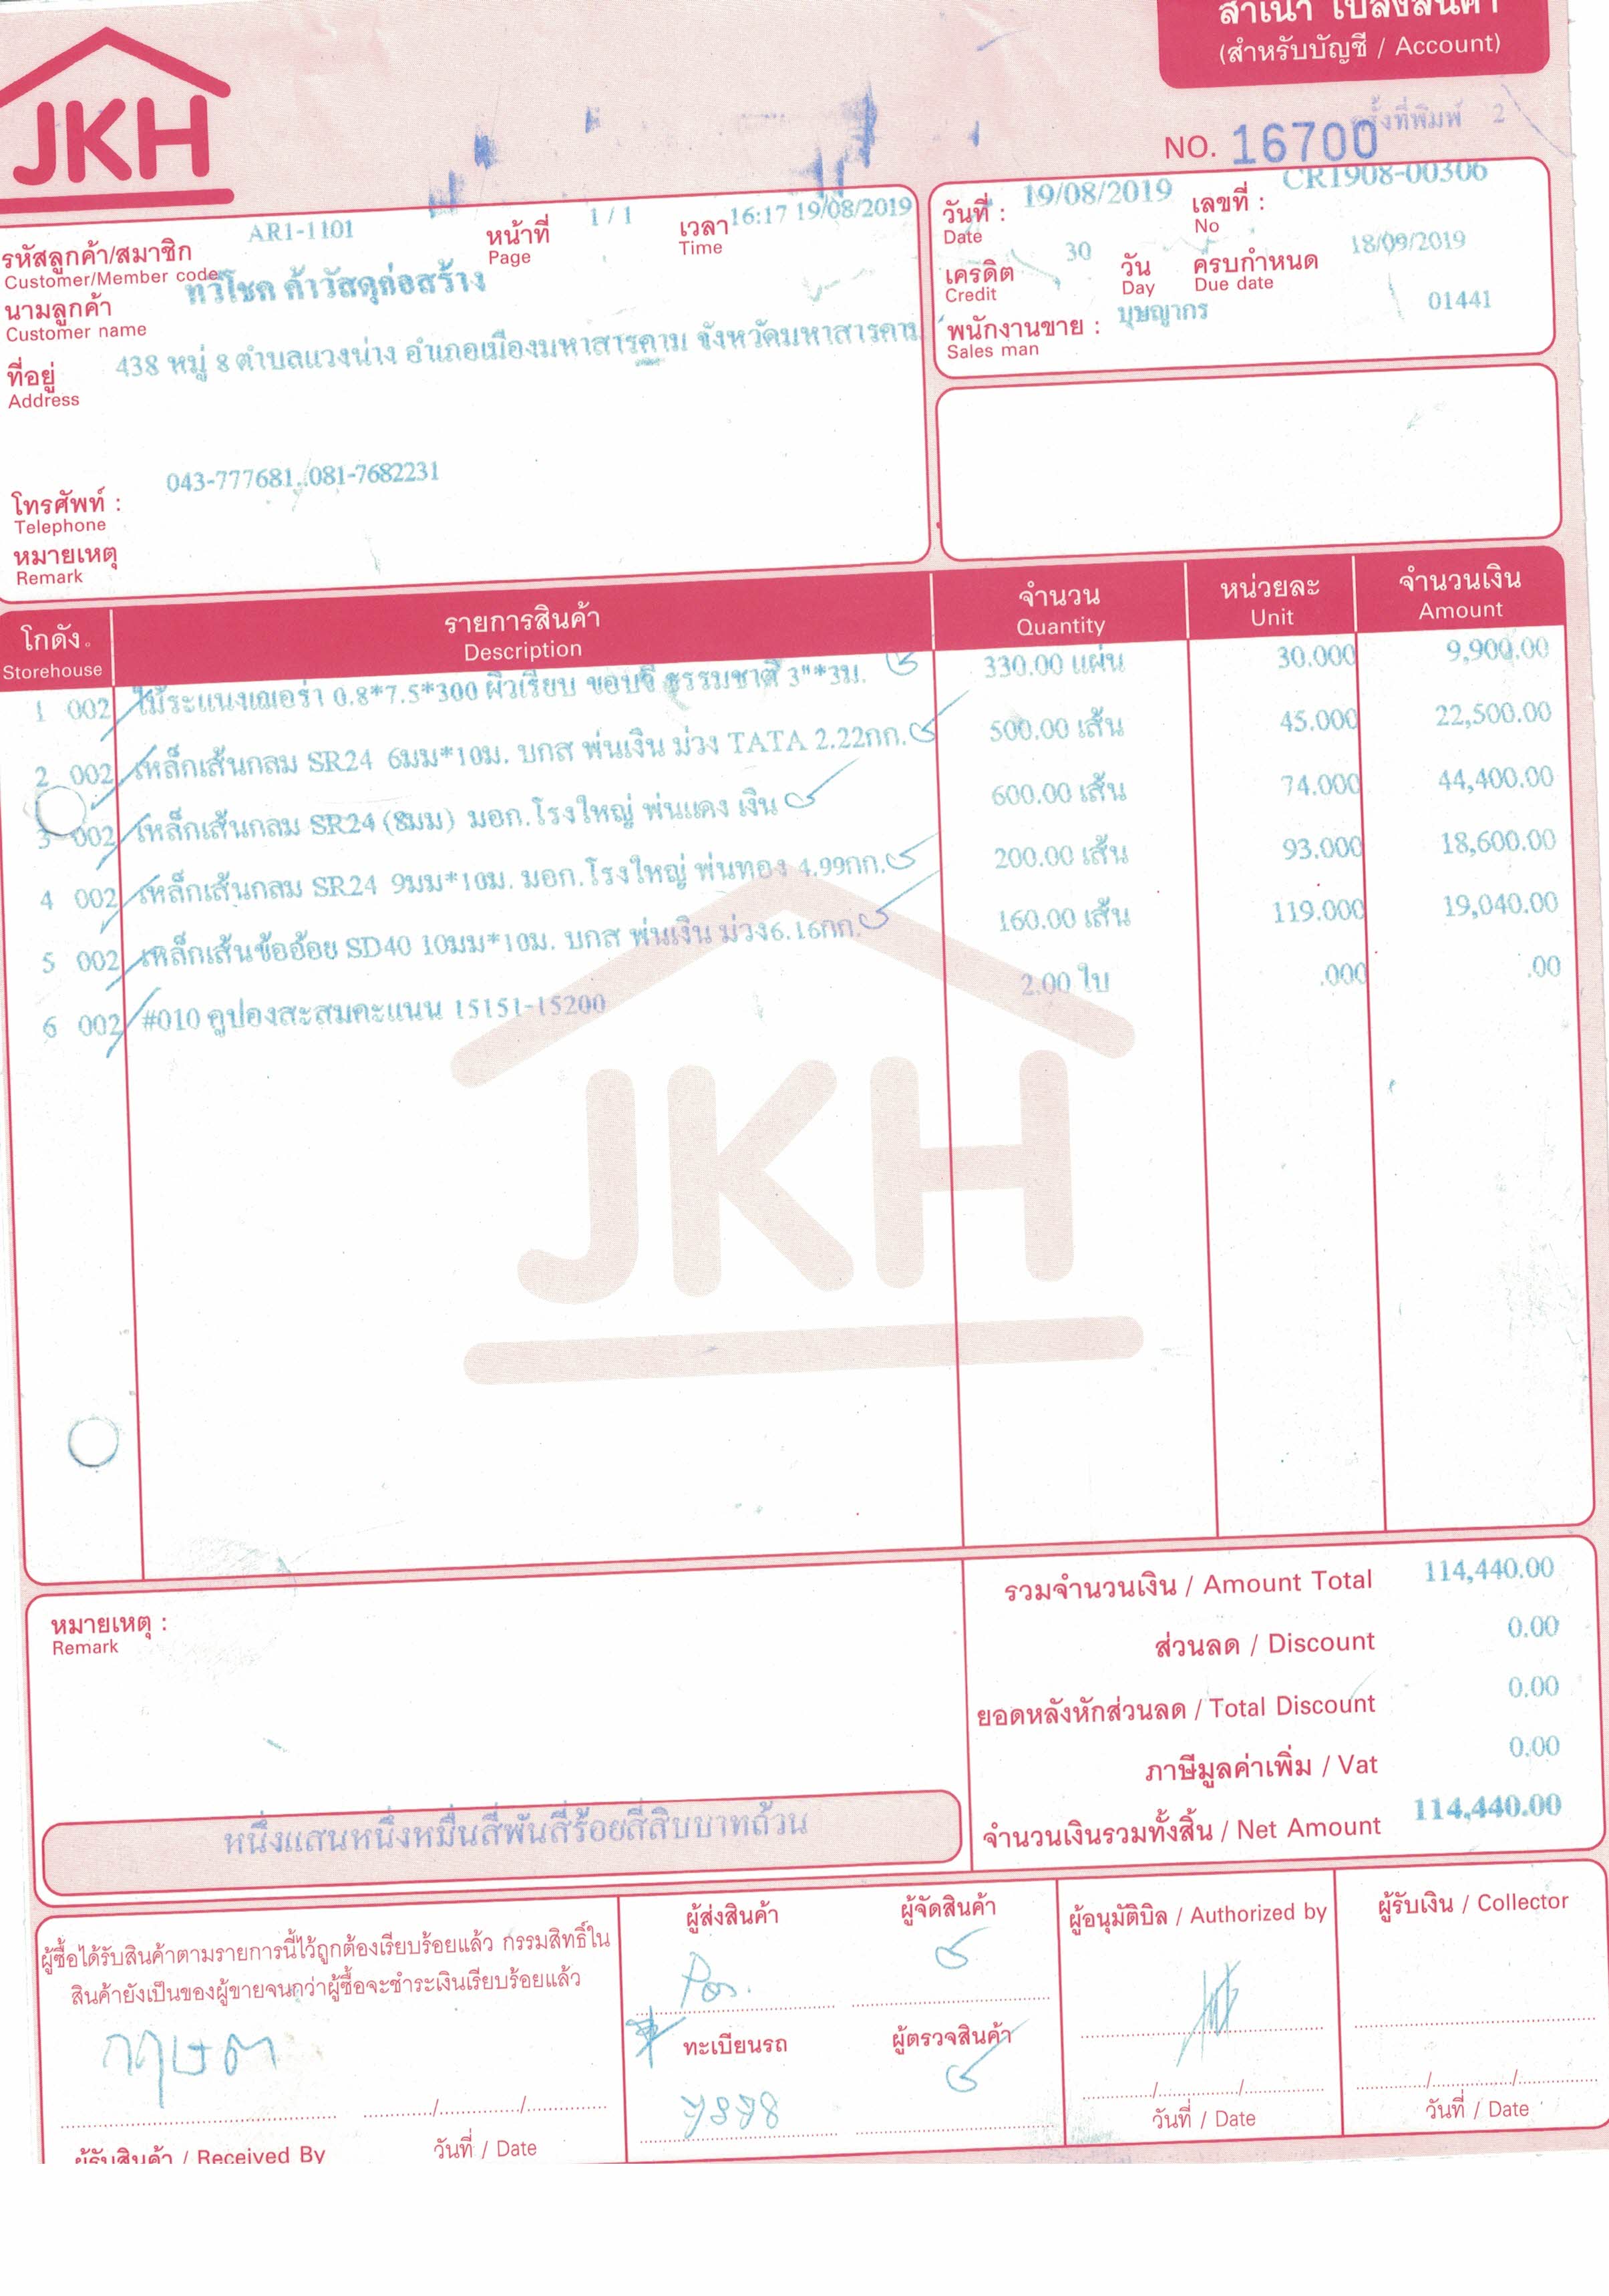 สำเนา ใบส่งสินค้า
(สำหรับบัญชี / Account)
JKH
ครั้งที่พิมพ์ 2
NO. 16700
รหัสลูกค้า/สมาชิก AR1-1101 หน้าที่ 1 / 1 เวลา 16:17 19/08/2019
Customer/Member code Page Time
นามลูกค้า ทวีโชค ค้าวัสดุก่อสร้าง
Customer name
ที่อยู่ 438 หมู่ 8 ตำบลแวงน่าง อำเภอเมืองมหาสารคาม จังหวัดมหาสารคาม
Address
โทรศัพท์ : 043-777681,.081-7682231
Telephone
หมายเหตุ
Remark
วันที่ : 19/08/2019 เลขที่ : CR1908-00306
Date No
เครดิต 30 วัน ครบกำหนด 18/09/2019
Credit Day Due date
พนักงานขาย : บุษญากร 01441
Sales man
โกดัง รายการสินค้า จำนวน หน่วยละ จำนวนเงิน
Storehouse Description Quantity Unit Amount
1 002 ไม้ระแนงเฌอร่า 0.8*7.5*300 ผิวเรียบ ขอบวี ธรรมชาติ 3"*3ม. 330.00 แผ่น 30.000 9,900.00
2 002 เหล็กเส้นกลม SR24 6มม*10ม. บกส พ่นเงิน ม่วง TATA 2.22กก. 500.00 เส้น 45.000 22,500.00
3 002 เหล็กเส้นกลม SR24 (8มม) มอก.โรงใหญ่ พ่นแดง เงิน 600.00 เส้น 74.000 44,400.00
4 002 เหล็กเส้นกลม SR24 9มม*10ม. มอก.โรงใหญ่ พ่นทอง 4.99กก. 200.00 เส้น 93.000 18,600.00
5 002 เหล็กเส้นข้ออ้อย SD40 10มม*10ม. บกส พ่นเงิน ม่วง6.16กก. 160.00 เส้น 119.000 19,040.00
6 002 #010 คูปองสะสมคะแนน 15151-15200 2.00 ใบ .000 .00
JKH
รวมจำนวนเงิน / Amount Total 114,440.00
หมายเหตุ :
Remark
ส่วนลด / Discount 0.00
ยอดหลังหักส่วนลด / Total Discount 0.00
ภาษีมูลค่าเพิ่ม / Vat 0.00
หนึ่งแสนหนึ่งหมื่นสี่พันสี่ร้อยสี่สิบบาทถ้วน
จำนวนเงินรวมทั้งสิ้น / Net Amount 114,440.00
ผู้ซื้อได้รับสินค้าตามรายการนี้ไว้ถูกต้องเรียบร้อยแล้ว กรรมสิทธิ์ใน
สินค้ายังเป็นของผู้ขายจนกว่าผู้ซื้อจะชำระเงินเรียบร้อยแล้ว
ผู้ส่งสินค้า ผู้จัดสินค้า ผู้อนุมัติบิล / Authorized by ผู้รับเงิน / Collector
ทะเบียนรถ ผู้ตรวจสินค้า
วันที่ / Date วันที่ / Date
ผู้รับสินค้า / Received By วันที่ / Date